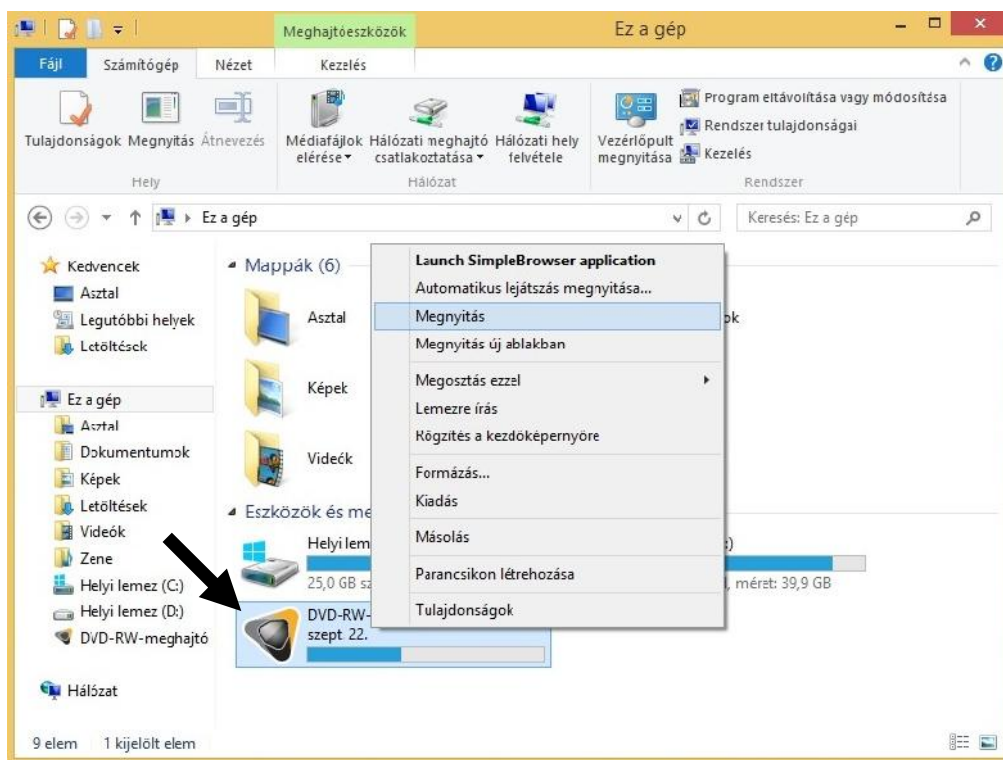 Meghajtóeszközök
Ez a gép
Fájl
Számítógép
Nézet
Kezelés
Tulajdonságok
Megnyitás
Átnevezés
Médiafájlok
elérése
Hálózati meghajtó
csatlakoztatása
Hálózati hely
felvétele
Vezérlőpult
megnyitása
Program eltávolítása vagy módosítása
Rendszer tulajdonságai
Kezelés
Hely
Hálózat
Rendszer
Ez a gép
Keresés: Ez a gép
Kedvencek
Asztal
Legutóbbi helyek
Letöltések
Ez a gép
Asztal
Dokumentumok
Képek
Letöltések
Videók
Zene
Helyi lemez (C:)
Helyi lemez (D:)
DVD-RW-meghajtó
Hálózat
Mappák (6)
Asztal
Képek
Videók
Eszközök és me
Helyi lem
25,0 GB sz
DVD-RW-
szept. 22.
Launch SimpleBrowser application
Automatikus lejátszás megnyitása...
Megnyitás
Megnyitás új ablakban
Megosztás ezzel
Lemezre írás
Rögzítés a kezdőképernyőre
Formázás...
Kiadás
Másolás
Parancsikon létrehozása
Tulajdonságok
ok
:)
, méret: 39,9 GB
9 elem
1 kijelölt elem